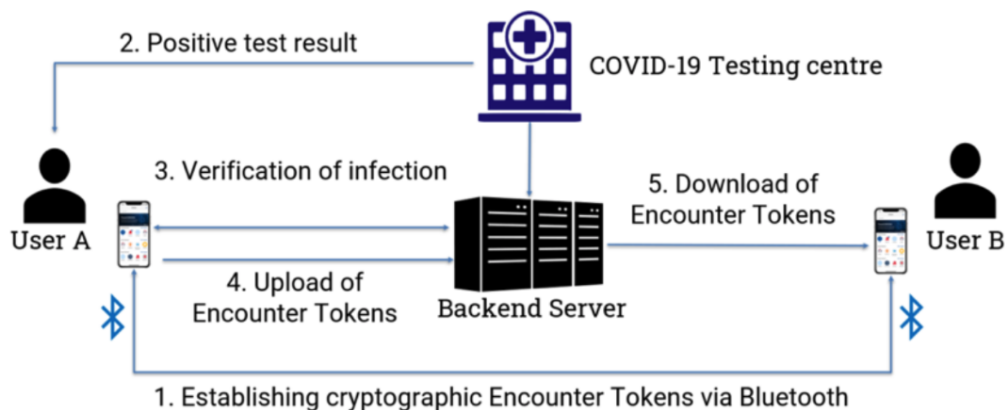 2. Positive test result
COVID-19 Testing centre
3. Verification of infection
5. Download of
Encounter Tokens
User A
User B
4. Upload of
Encounter Tokens
Backend Server
1. Establishing cryptographic Encounter Tokens via Bluetooth